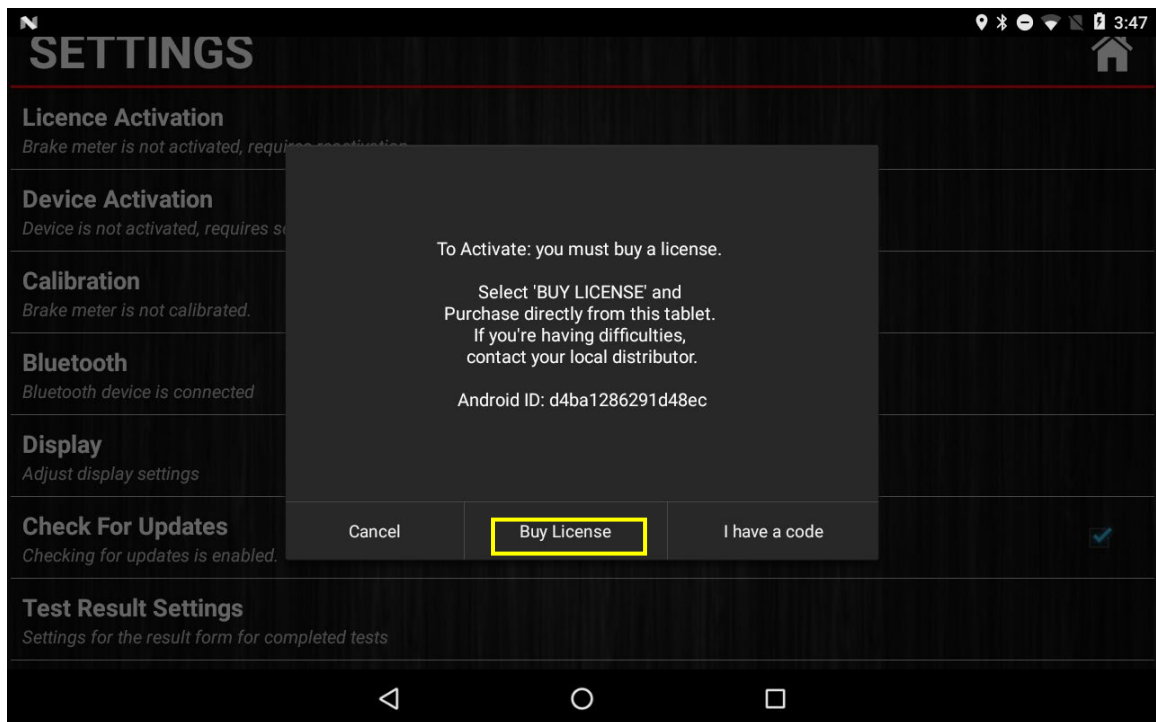 3:47
SETTINGS
Licence Activation
Brake meter is not activated, requires reactivation
Device Activation
Device is not activated, requires
Calibration
Brake meter is not calibrated.
Bluetooth
Bluetooth device is connected
Display
Adjust display settings
Check For Updates
Checking for updates is enabled.
Test Result Settings
Settings for the result form for completed tests
To Activate: you must buy a license.
Select 'BUY LICENSE' and
Purchase directly from this tablet.
If you're having difficulties,
contact your local distributor.
Android ID: d4ba1286291d48ec
Cancel
Buy License
I have a code